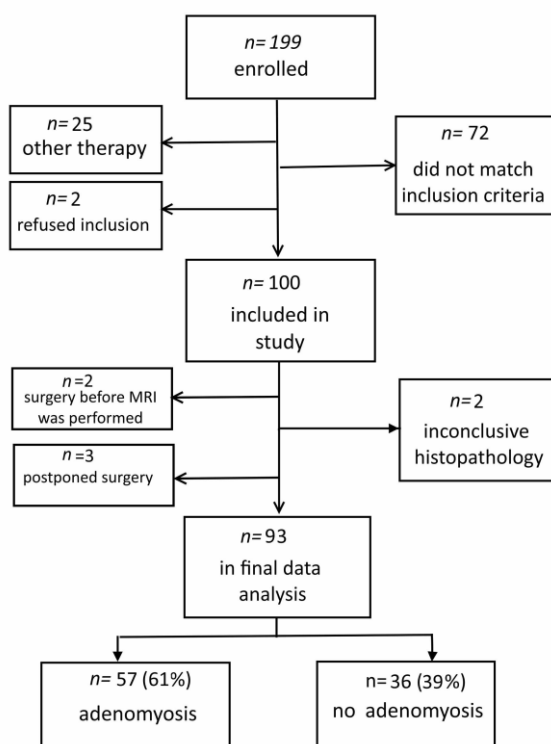 n= 199
enrolled
n= 25
other therapy
n= 72
did not match
inclusion criteria
n= 2
refused inclusion
n= 100
included in
study
n=2
surgery before MRI
was performed
n=2
inconclusive
histopathology
n=3
postponed surgery
n= 93
in final data
analysis
n= 57 (61%)
adenomyosis
n= 36 (39%)
no adenomyosis